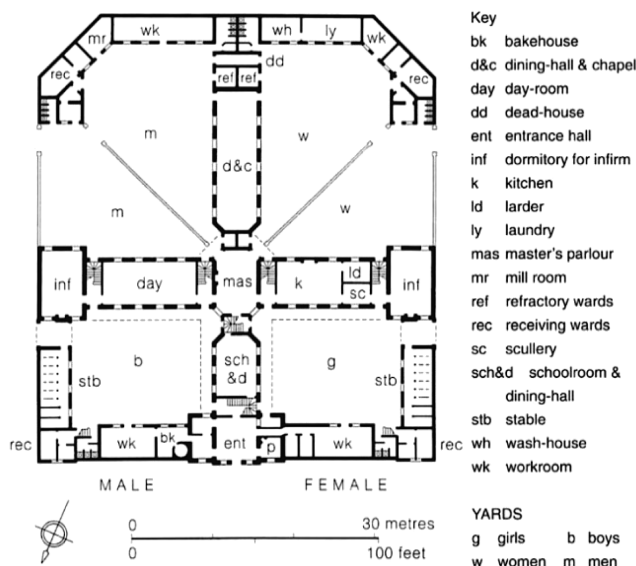 mr wk wh ly wk
rec dd rec
ref ref
m w
d&c
m w
inf day mas k ld inf
sc
b sch g
&d
stb stb
rec wk bk ent p wk rec
MALE FEMALE
0 30 metres
0 100 feet
Key
bk bakehouse
d&c dining-hall & chapel
day day-room
dd dead-house
ent entrance hall
inf dormitory for infirm
k kitchen
ld larder
ly laundry
mas master's parlour
mr mill room
ref refractory wards
rec receiving wards
sc scullery
sch&d schoolroom &
dining-hall
stb stable
wh wash-house
wk workroom
YARDS
g girls b boys
w women m men